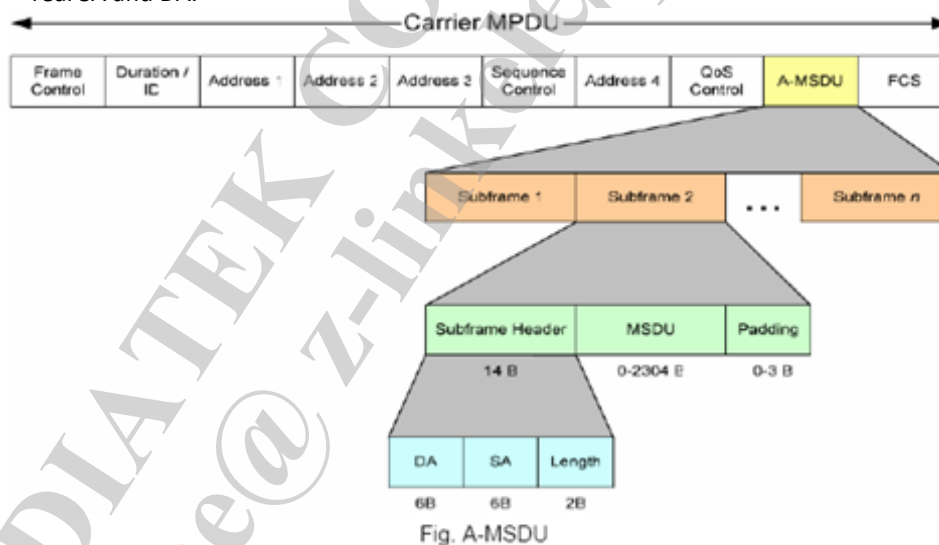 Carrier MPDU
Frame Control
Duration / IC
Address 1
Address 2
Address 3
Sequence Control
Address 4
QoS Control
A-MSDU
FCS
Subframe 1
Subframe 2
...
Subframe n
Subframe Header
MSDU
Padding
14 B
0-2304 B
0-3 B
DA
SA
Length
6B
6B
2B
Fig. A-MSDU